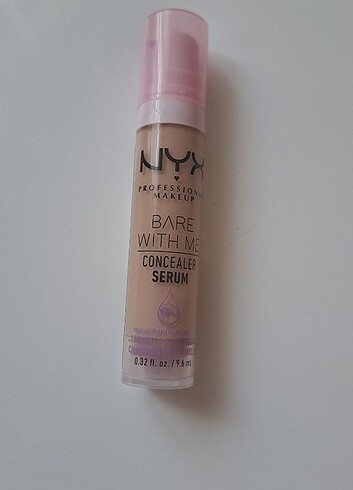 NYX
PROFESSIONAL
MAKEUP
BARE
WITH ME
CONCEALER
SERUM
0.32 fl. oz. / 9.6 mL